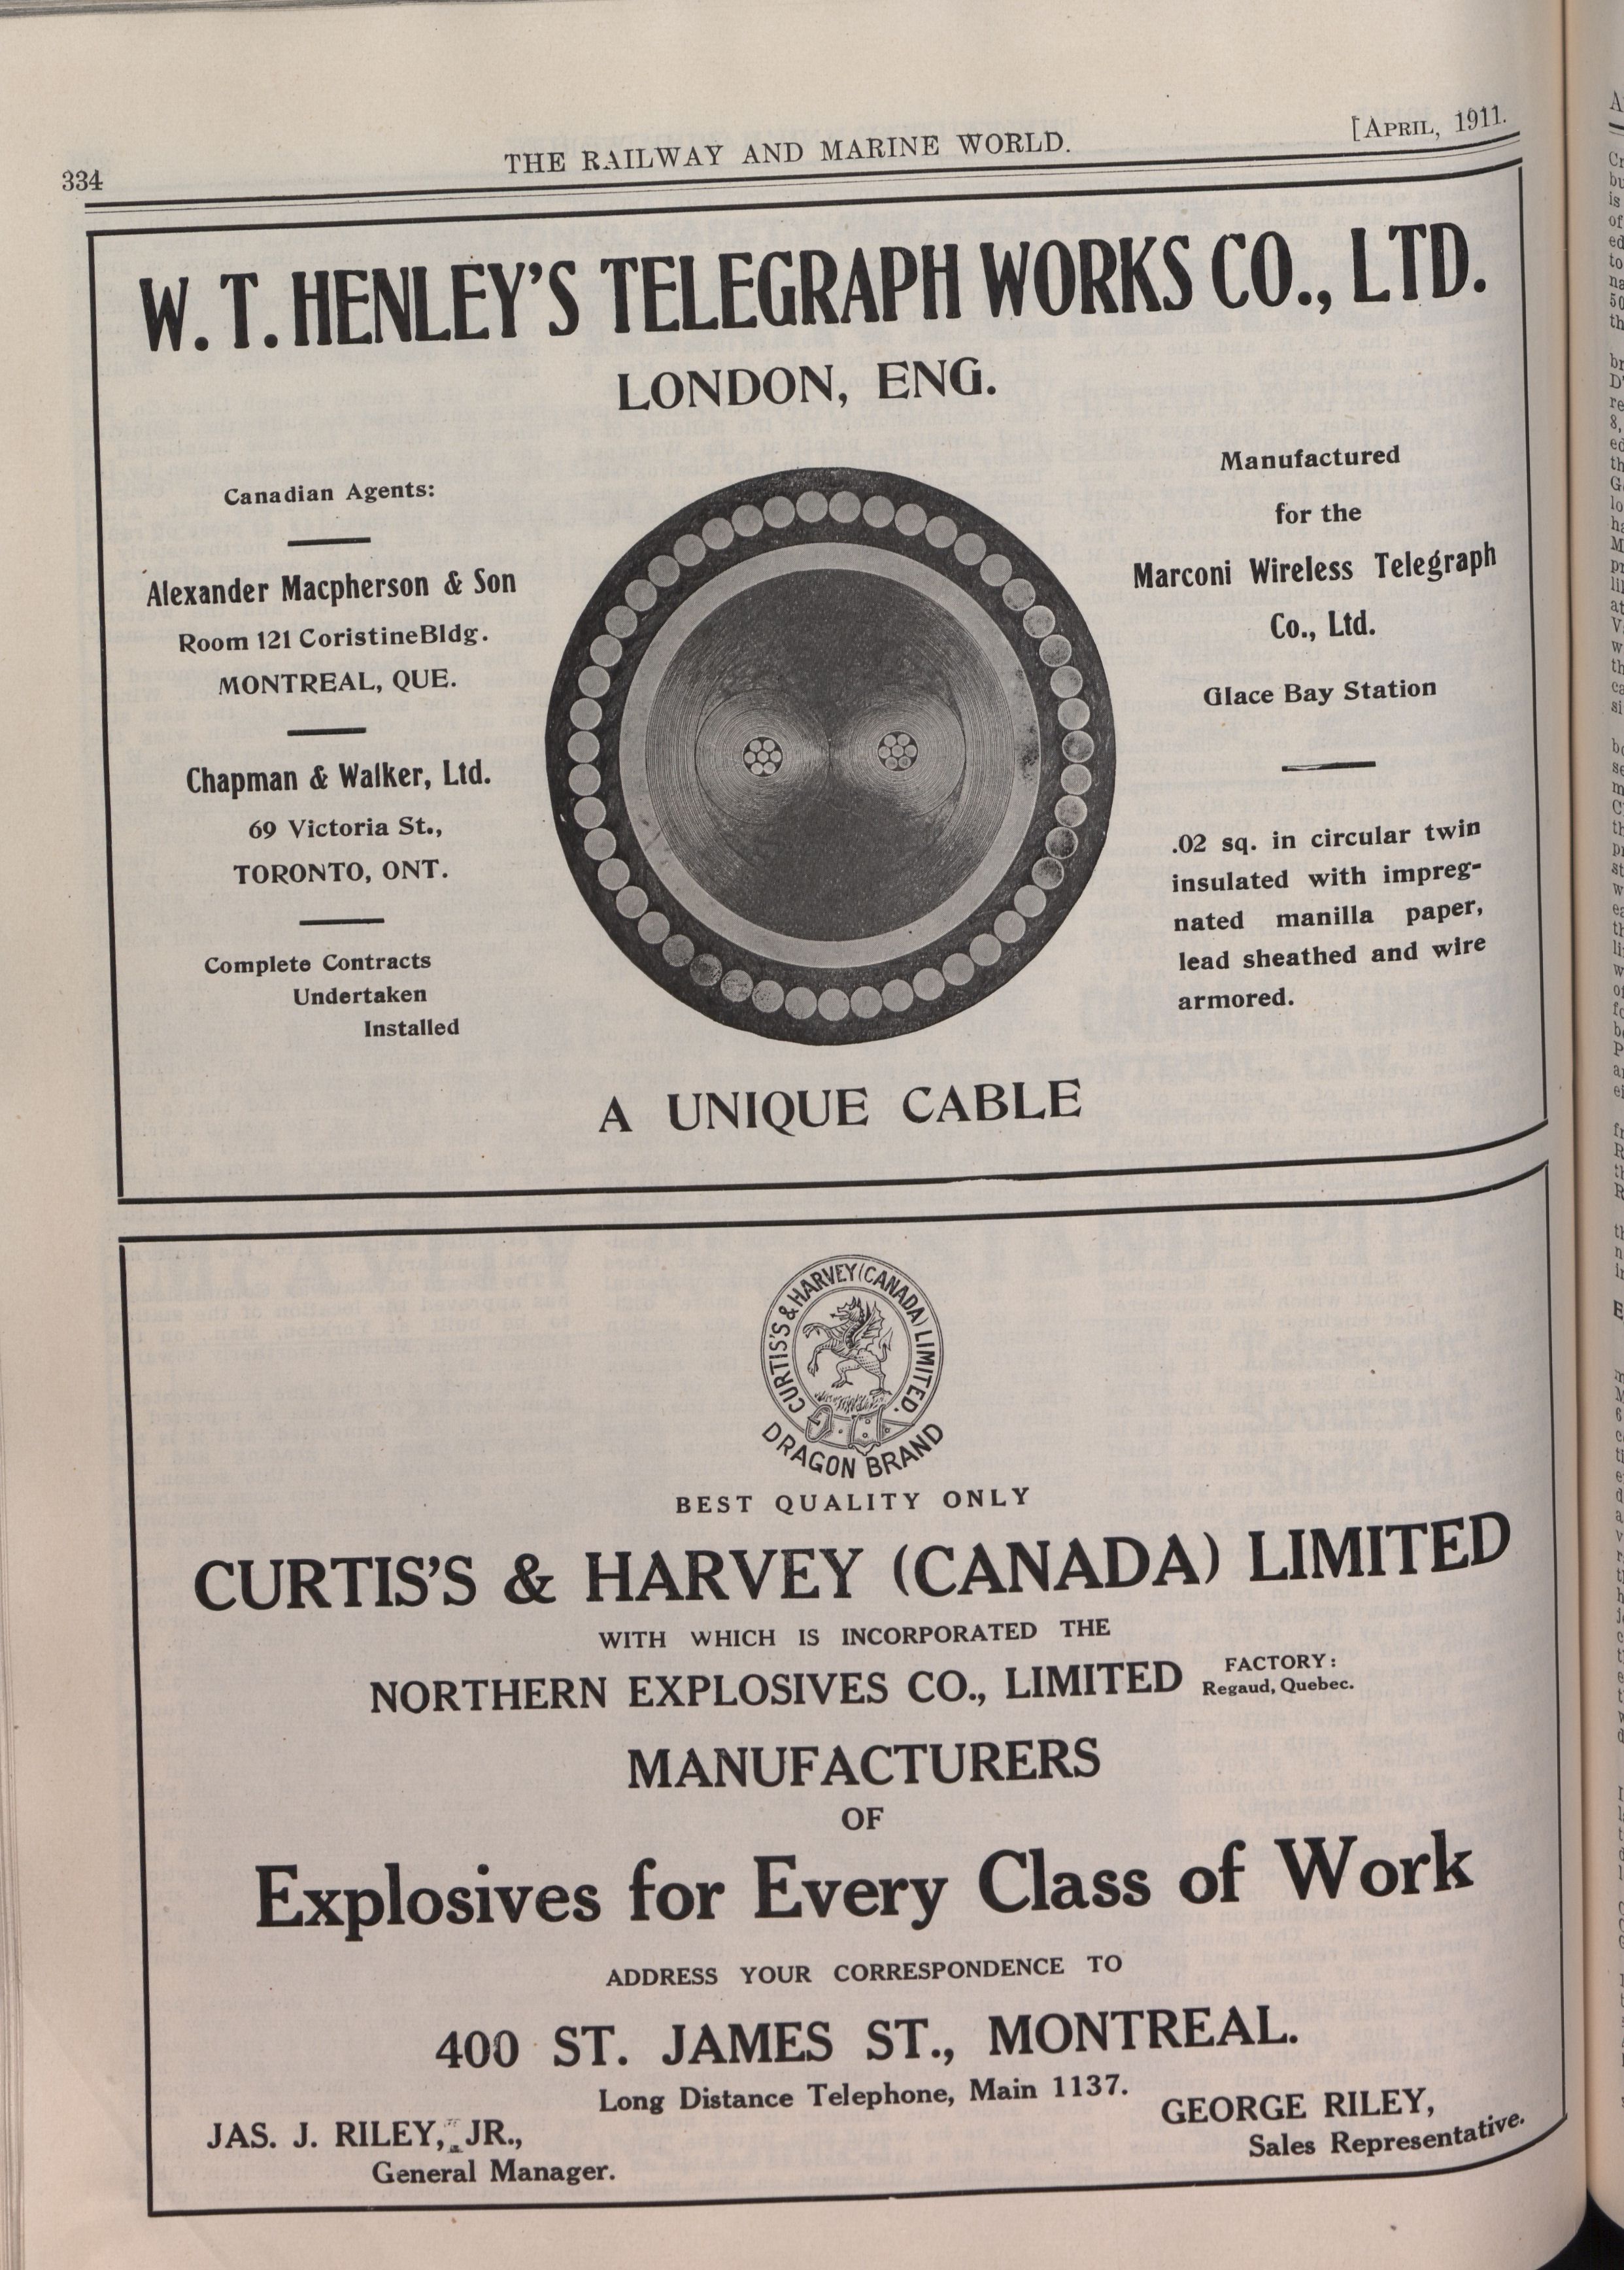 334
THE RAILWAY AND MARINE WORLD.
[APRIL, 1911.
W. T. HENLEY'S TELEGRAPH WORKS CO., LTD.
LONDON, ENG.
Canadian Agents:
Alexander Macpherson & Son
Room 121 CoristineBldg.
MONTREAL, QUE.
Chapman & Walker, Ltd.
69 Victoria St.,
TORONTO, ONT.
Complete Contracts
Undertaken
Installed
Manufactured
for the
Marconi Wireless Telegraph
Co., Ltd.
Glace Bay Station
.02 sq. in circular twin
insulated with impreg-
nated manilla paper,
lead sheathed and wire
armored.
A UNIQUE CABLE
CURTIS'S & HARVEY (CANADA) LIMITED.
DRAGON BRAND
BEST QUALITY ONLY
CURTIS'S & HARVEY (CANADA) LIMITED
WITH WHICH IS INCORPORATED THE
NORTHERN EXPLOSIVES CO., LIMITED
FACTORY:
Regaud, Quebec.
MANUFACTURERS
OF
Explosives for Every Class of Work
ADDRESS YOUR CORRESPONDENCE TO
400 ST. JAMES ST., MONTREAL.
Long Distance Telephone, Main 1137.
JAS. J. RILEY, JR.,
General Manager.
GEORGE RILEY,
Sales Representative.